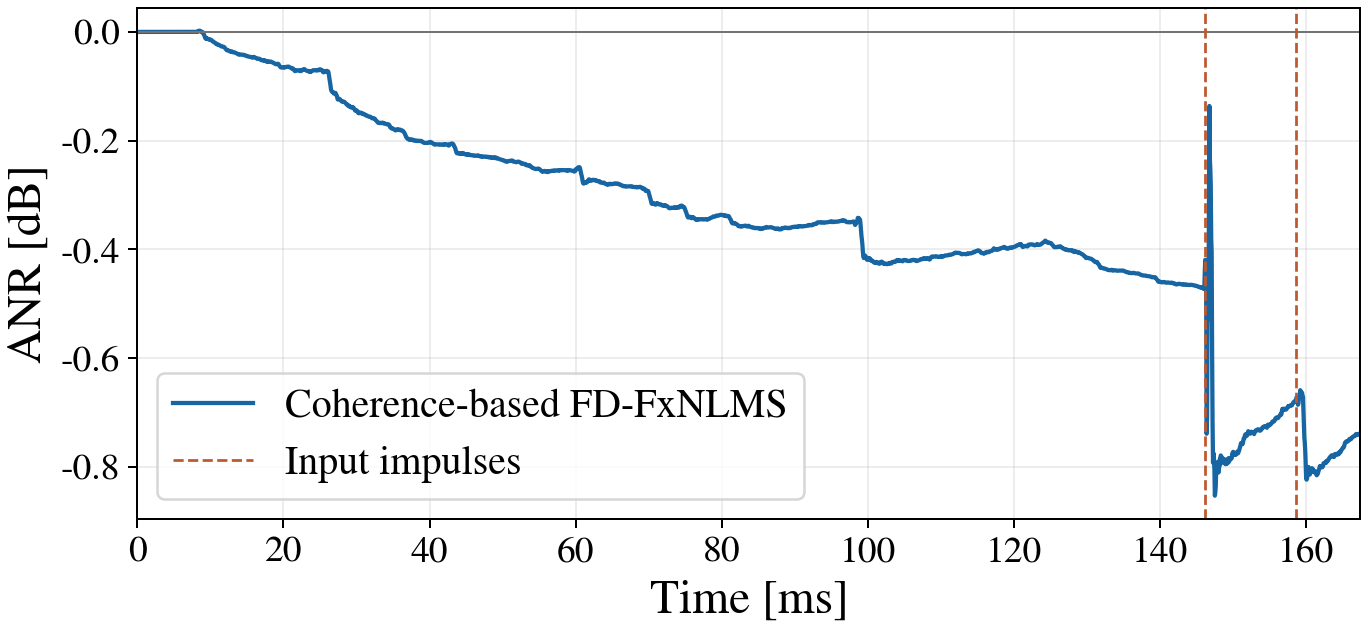 0.0
-0.2
-0.4
-0.6
-0.8
ANR [dB]
Coherence-based FD-FxNLMS
Input impulses
0 20 40 60 80 100 120 140 160
Time [ms]